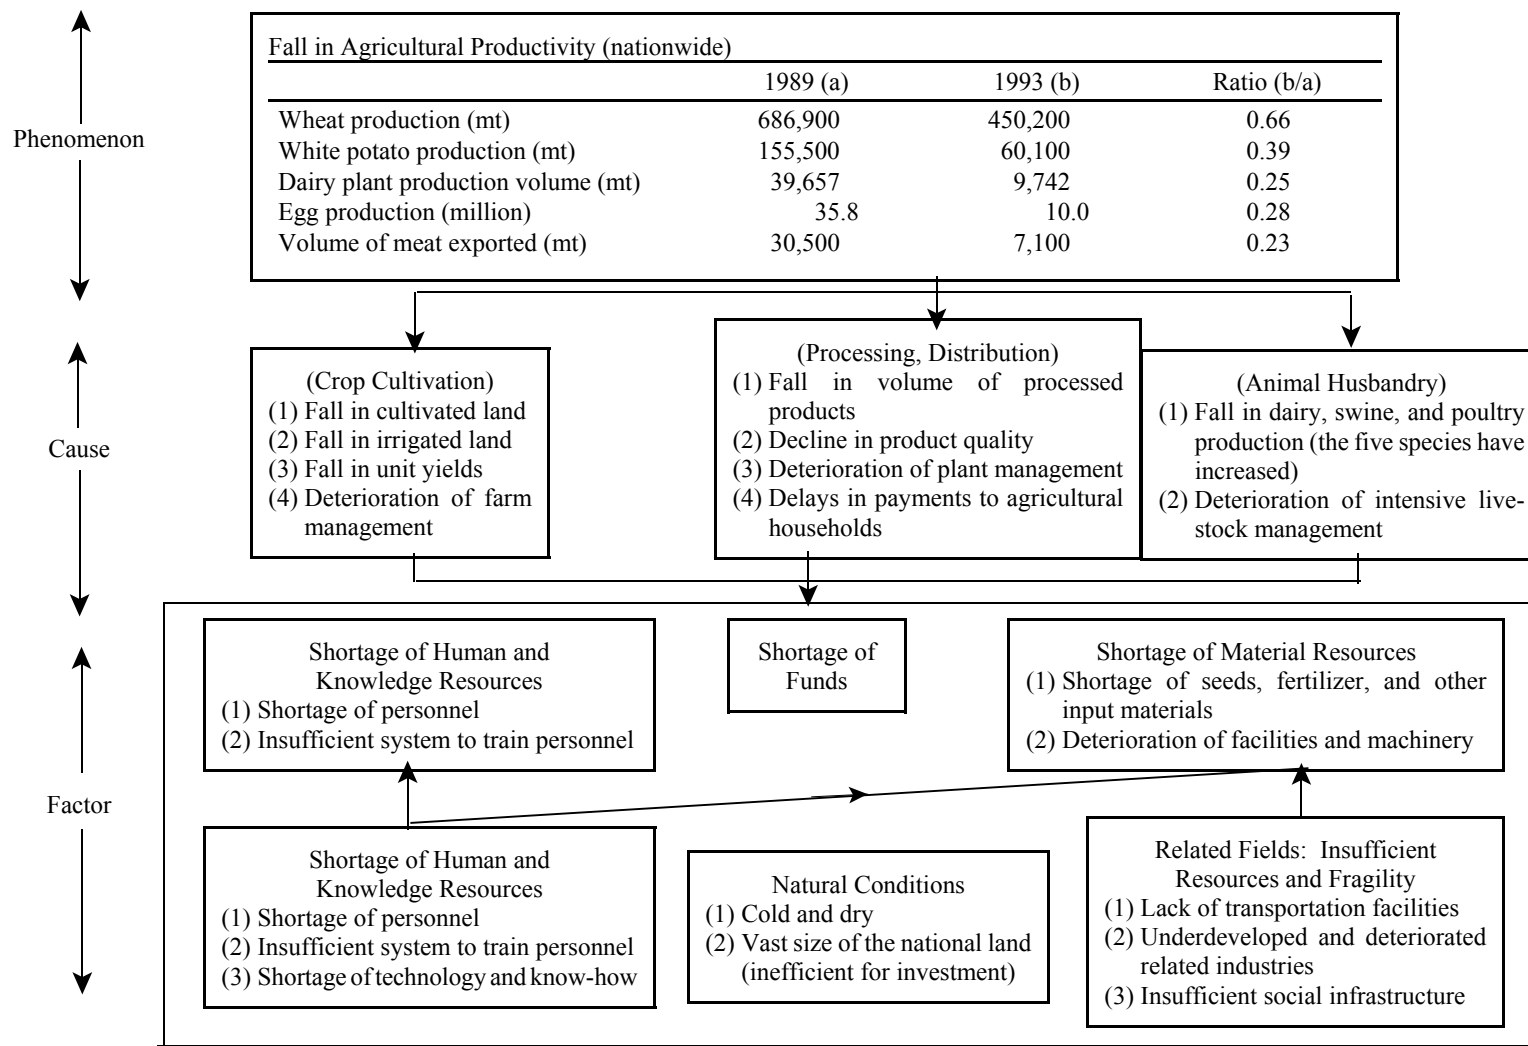 Fall in Agricultural Productivity (nationwide)
1989 (a) 1993 (b) Ratio (b/a)
Wheat production (mt) 686,900 450,200 0.66
White potato production (mt) 155,500 60,100 0.39
Dairy plant production volume (mt) 39,657 9,742 0.25
Egg production (million) 35.8 10.0 0.28
Volume of meat exported (mt) 30,500 7,100 0.23
Phenomenon
Cause
(Crop Cultivation)
(1) Fall in cultivated land
(2) Fall in irrigated land
(3) Fall in unit yields
(4) Deterioration of farm
management
(Processing, Distribution)
(1) Fall in volume of processed
products
(2) Decline in product quality
(3) Deterioration of plant management
(4) Delays in payments to agricultural
households
(Animal Husbandry)
(1) Fall in dairy, swine, and poultry
production (the five species have
increased)
(2) Deterioration of intensive live-
stock management
Factor
Shortage of Human and
Knowledge Resources
(1) Shortage of personnel
(2) Insufficient system to train personnel
Shortage of
Funds
Shortage of Material Resources
(1) Shortage of seeds, fertilizer, and other
input materials
(2) Deterioration of facilities and machinery
Shortage of Human and
Knowledge Resources
(1) Shortage of personnel
(2) Insufficient system to train personnel
(3) Shortage of technology and know-how
Natural Conditions
(1) Cold and dry
(2) Vast size of the national land
(inefficient for investment)
Related Fields: Insufficient
Resources and Fragility
(1) Lack of transportation facilities
(2) Underdeveloped and deteriorated
related industries
(3) Insufficient social infrastructure